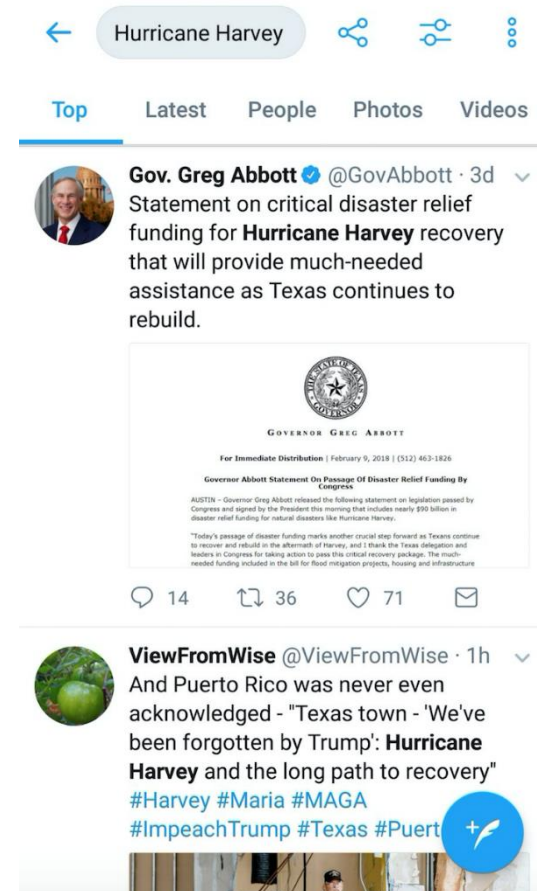 Hurricane Harvey
Top Latest People Photos Videos
Gov. Greg Abbott @GovAbbott · 3d
Statement on critical disaster relief
funding for Hurricane Harvey recovery
that will provide much-needed
assistance as Texas continues to
rebuild.
THE STATE OF TEXAS
GOVERNOR
GOVERNOR GREG ABBOTT
For Immediate Distribution | February 9, 2018 | (512) 463-1826
Governor Abbott Statement On Passage Of Disaster Relief Funding By
Congress
AUSTIN – Governor Greg Abbott released the following statement on legislation passed by
Congress and signed by the President this morning that includes nearly $90 billion in
disaster relief funding for natural disasters like Hurricane Harvey.
"Today's passage of disaster funding marks another crucial step forward as Texans continue
to recover and rebuild in the aftermath of Harvey, and I thank the Texas delegation and
leaders in Congress for taking action to pass this critical recovery package. The much-
needed funding included in the bill for flood mitigation projects, housing and infrastructure
14 36 71
ViewFromWise @ViewFromWise · 1h
And Puerto Rico was never even
acknowledged - "Texas town - 'We've
been forgotten by Trump': Hurricane
Harvey and the long path to recovery"
#Harvey #Maria #MAGA
#ImpeachTrump #Texas #Puert